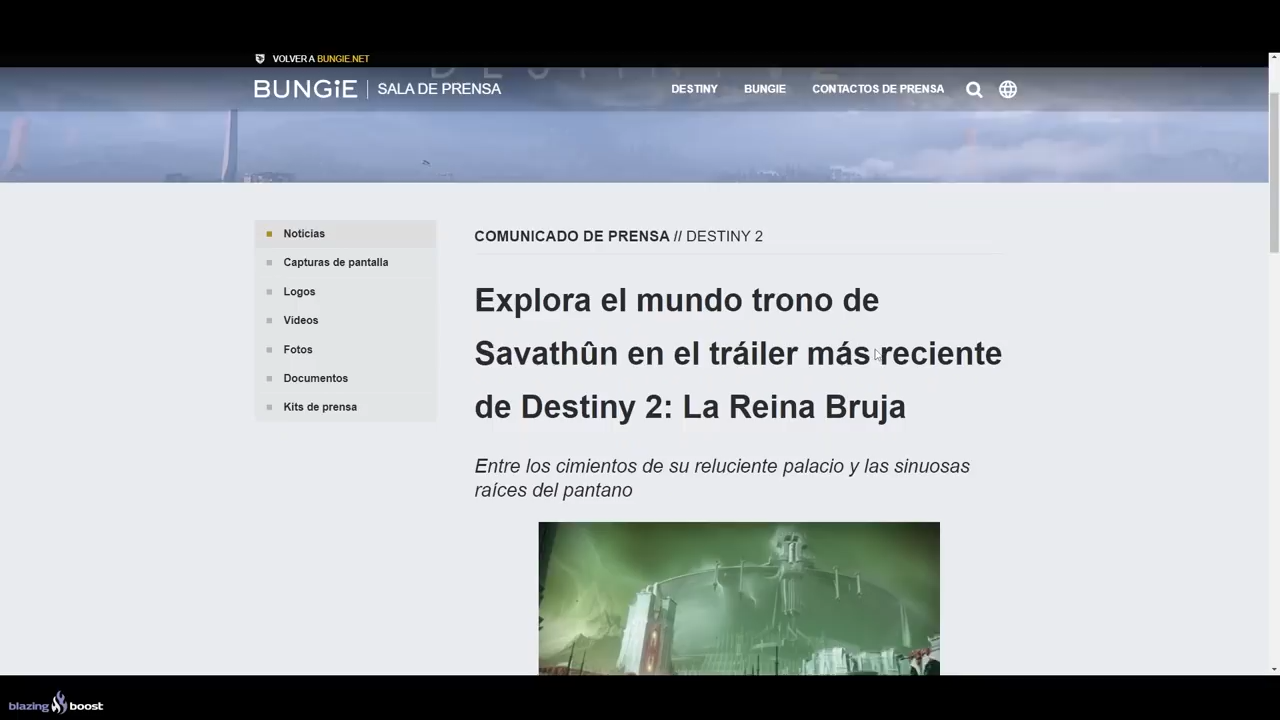 VOLVER A BUNGIE.NET
BUNGiE | SALA DE PRENSA
DESTINY
BUNGIE
CONTACTOS DE PRENSA
Noticias
Capturas de pantalla
Logos
Videos
Fotos
Documentos
Kits de prensa
COMUNICADO DE PRENSA // DESTINY 2
Explora el mundo trono de
Savathûn en el tráiler más reciente
de Destiny 2: La Reina Bruja
Entre los cimientos de su reluciente palacio y las sinuosas
raíces del pantano
blazing boost